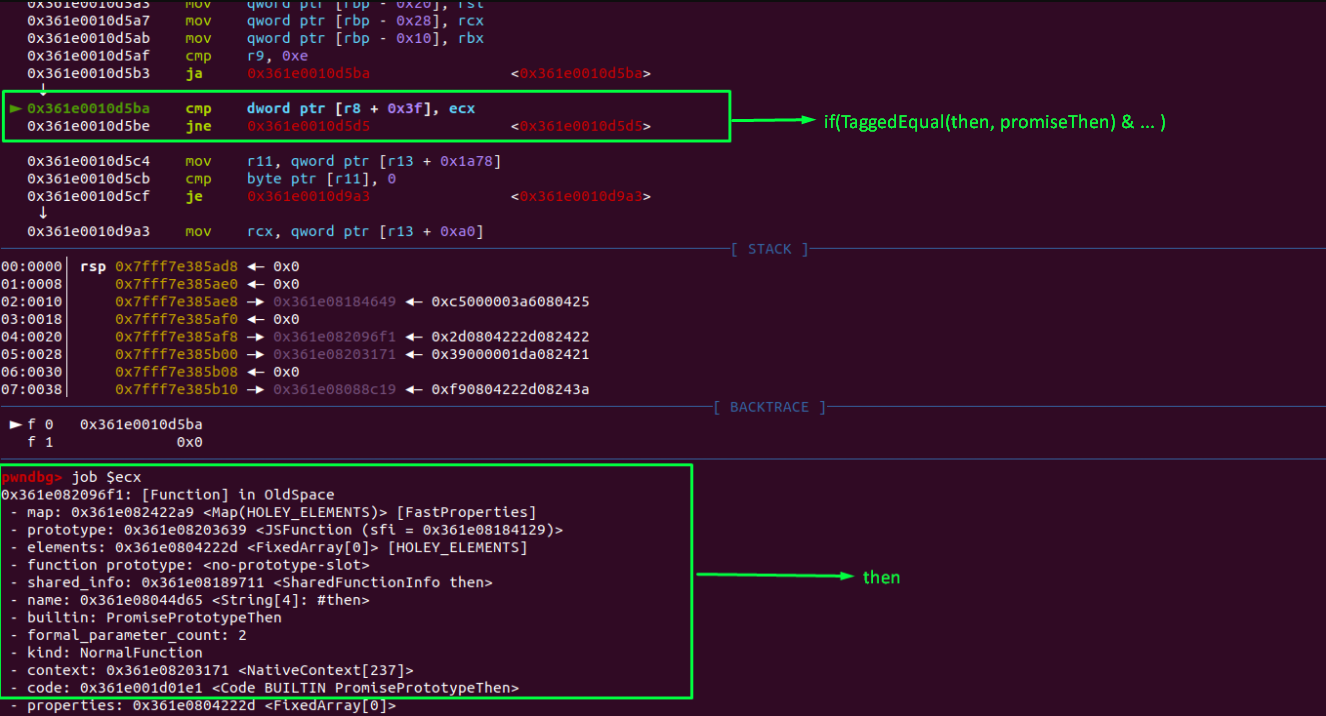 0x361e0010d5a3 mov qword ptr [rbp - 0x20], rsi
0x361e0010d5a7 mov qword ptr [rbp - 0x28], rcx
0x361e0010d5ab mov qword ptr [rbp - 0x10], rbx
0x361e0010d5af cmp r9, 0xe
0x361e0010d5b3 ja 0x361e0010d5ba <0x361e0010d5ba>
↓
► 0x361e0010d5ba cmp dword ptr [r8 + 0x3f], ecx
if(TaggedEqual(then, promiseThen) & ... )
0x361e0010d5be jne 0x361e0010d5d5 <0x361e0010d5d5>
0x361e0010d5c4 mov r11, qword ptr [r13 + 0x1a78]
0x361e0010d5cb cmp byte ptr [r11], 0
0x361e0010d5cf je 0x361e0010d9a3 <0x361e0010d9a3>
↓
0x361e0010d9a3 mov rcx, qword ptr [r13 + 0xa0]
[ STACK ]
00:0000│ rsp 0x7fff7e385ad8 ◄— 0x0
01:0008│ 0x7fff7e385ae0 ◄— 0x0
02:0010│ 0x7fff7e385ae8 —► 0x361e08184649 ◄— 0xc5000003a6080425
03:0018│ 0x7fff7e385af0 ◄— 0x0
04:0020│ 0x7fff7e385af8 —► 0x361e082096f1 ◄— 0x2d0804222d082422
05:0028│ 0x7fff7e385b00 —► 0x361e08203171 ◄— 0x39000001da082421
06:0030│ 0x7fff7e385b08 ◄— 0x0
07:0038│ 0x7fff7e385b10 —► 0x361e08088c19 ◄— 0xf90804222d08243a
[ BACKTRACE ]
► f 0 0x361e0010d5ba
f 1 0x0
pwndbg> job $ecx
0x361e082096f1: [Function] in OldSpace
- map: 0x361e082422a9 <Map(HOLEY_ELEMENTS)> [FastProperties]
- prototype: 0x361e08203639 <JSFunction (sfi = 0x361e08184129)>
- elements: 0x361e0804222d <FixedArray[0]> [HOLEY_ELEMENTS]
- function prototype: <no-prototype-slot>
- shared_info: 0x361e08189711 <SharedFunctionInfo then>
then
- name: 0x361e08044d65 <String[4]: #then>
- builtin: PromisePrototypeThen
- formal_parameter_count: 2
- kind: NormalFunction
- context: 0x361e08203171 <NativeContext[237]>
- code: 0x361e001d01e1 <Code BUILTIN PromisePrototypeThen>
- properties: 0x361e0804222d <FixedArray[0]>